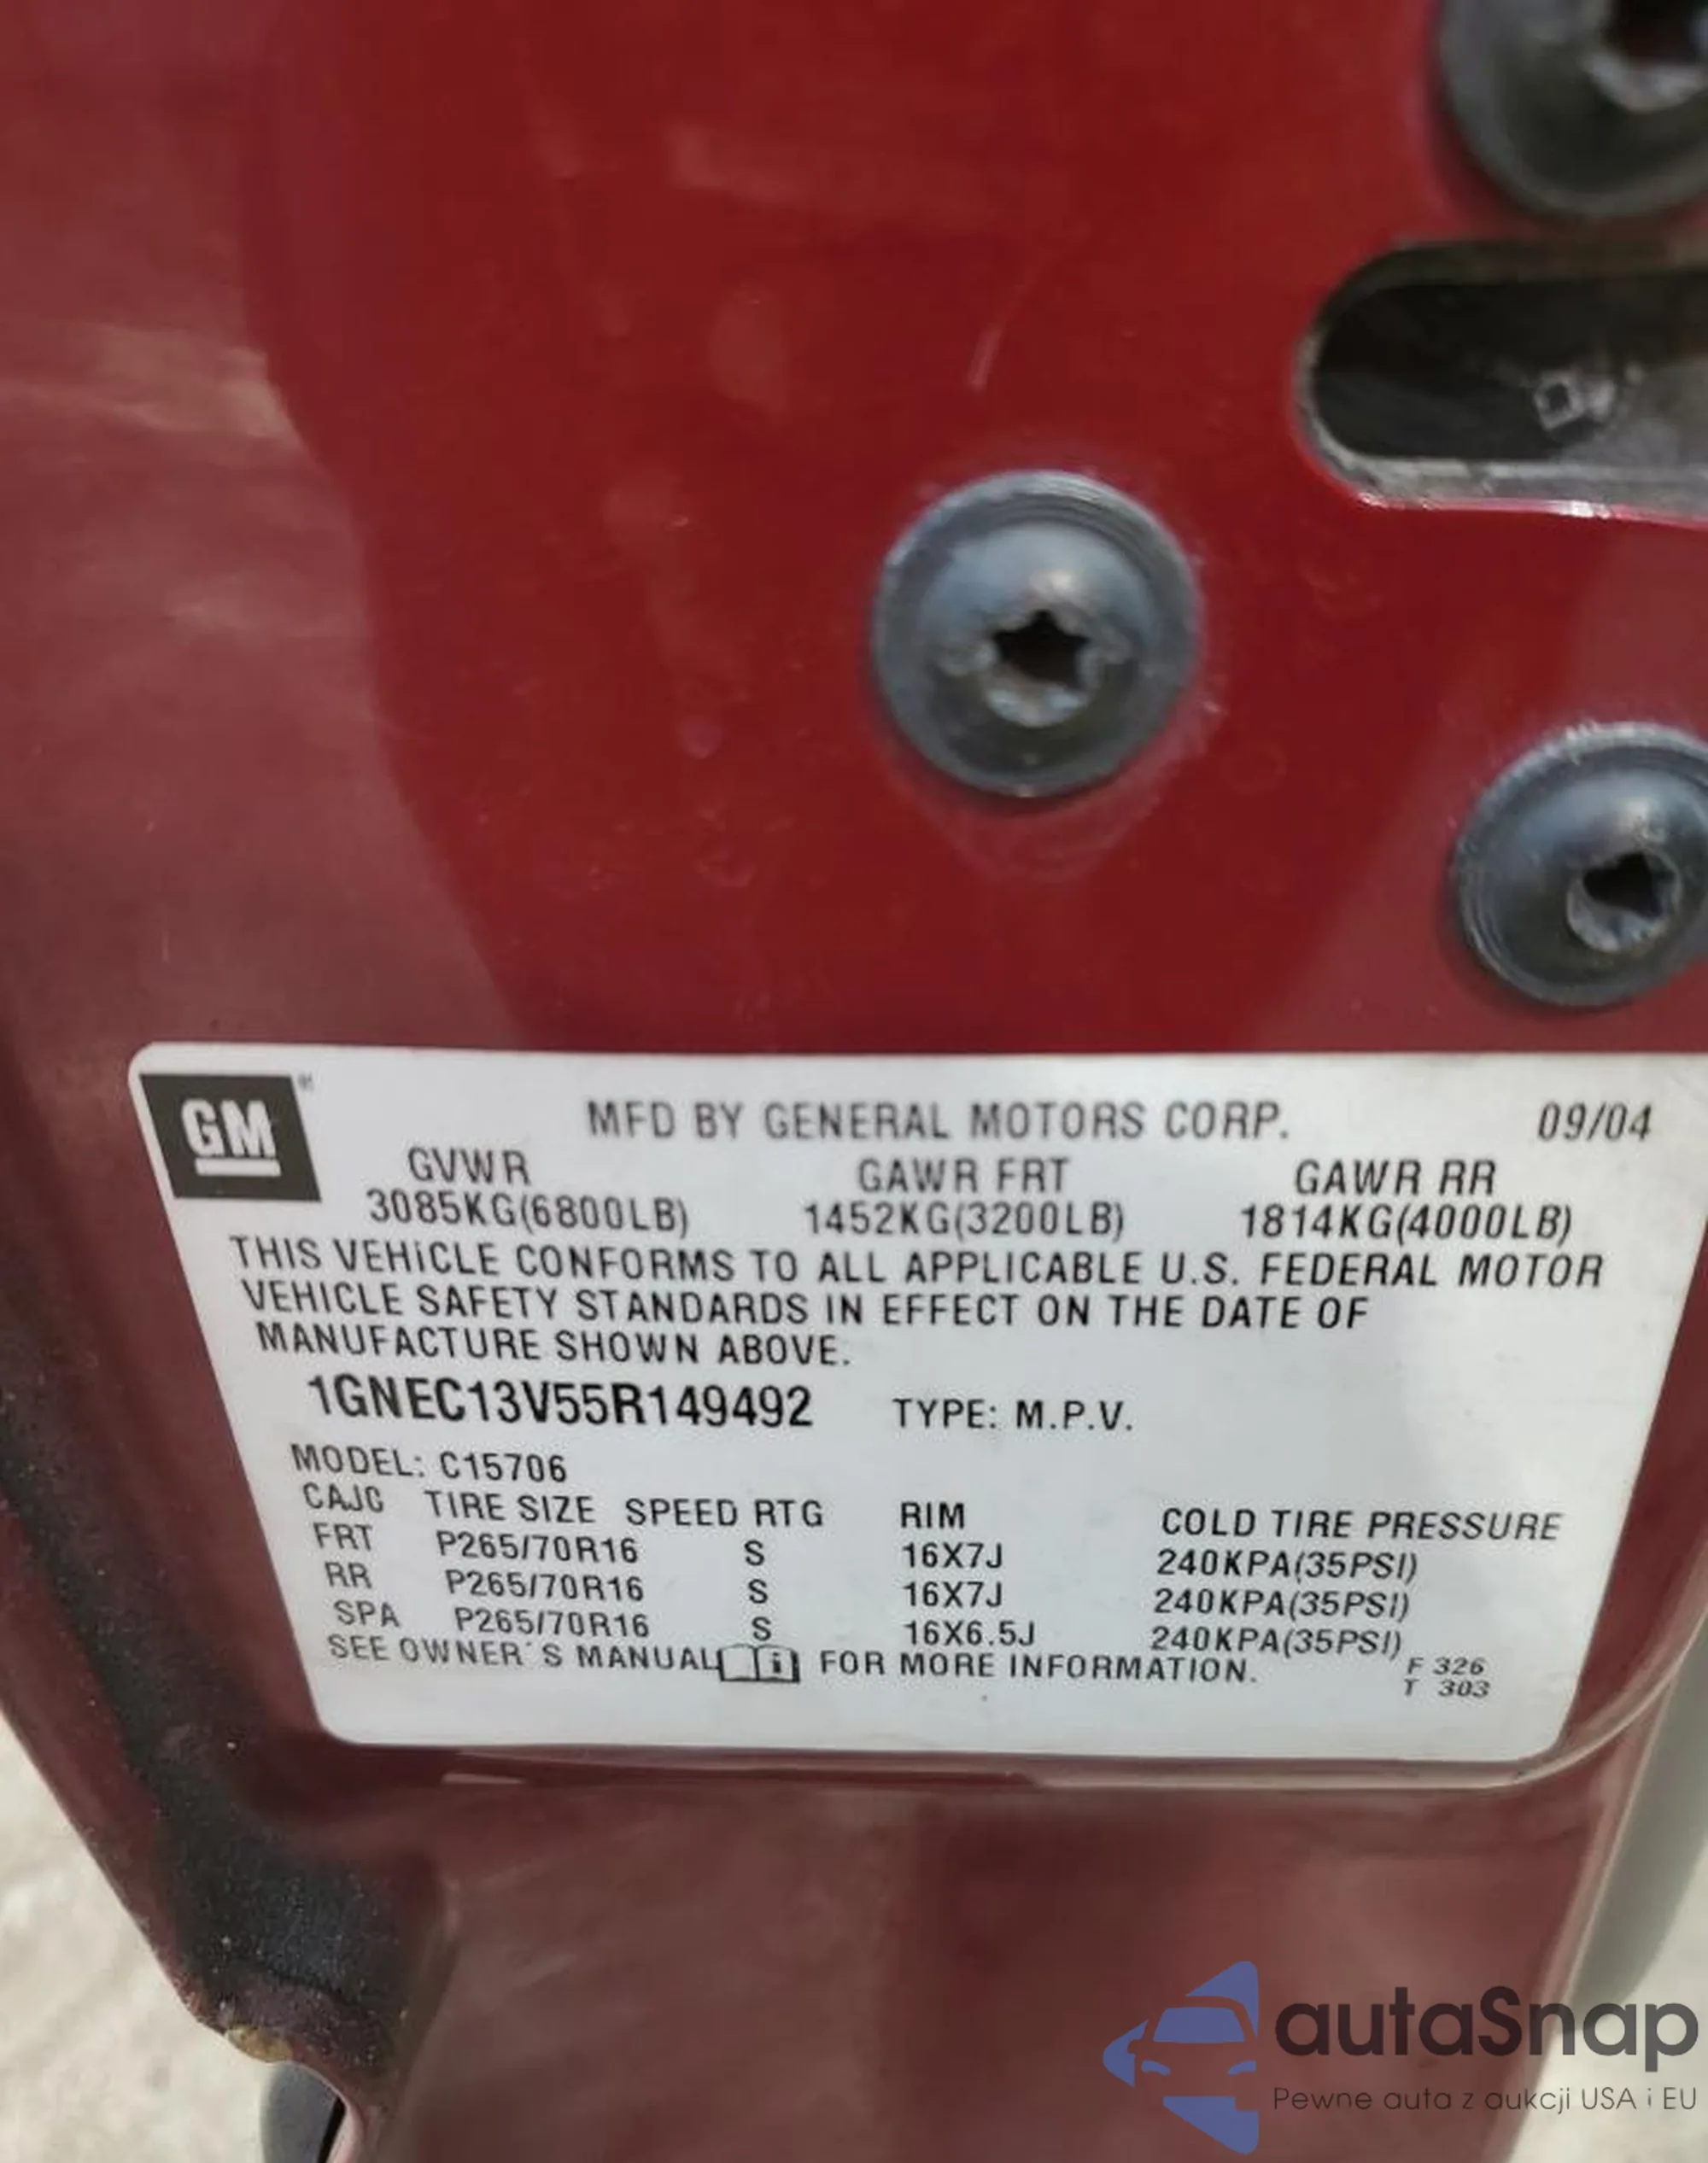 GM
MFD BY GENERAL MOTORS CORP. 09/04
GVWR GAWR FRT GAWR RR
3085KG(6800LB) 1452KG(3200LB) 1814KG(4000LB)
THIS VEHICLE CONFORMS TO ALL APPLICABLE U.S. FEDERAL MOTOR
VEHICLE SAFETY STANDARDS IN EFFECT ON THE DATE OF
MANUFACTURE SHOWN ABOVE.
1GNEC13V55R149492 TYPE: M.P.V.
MODEL: C15706
CAJG TIRE SIZE SPEED RTG RIM COLD TIRE PRESSURE
FRT P265/70R16 S 16X7J 240KPA(35PSI)
RR P265/70R16 S 16X7J 240KPA(35PSI)
SPA P265/70R16 S 16X6.5J 240KPA(35PSI)
SEE OWNER'S MANUAL i FOR MORE INFORMATION.
F 326
T 303
autaSnap
Pewne auta z aukcji USA i EU